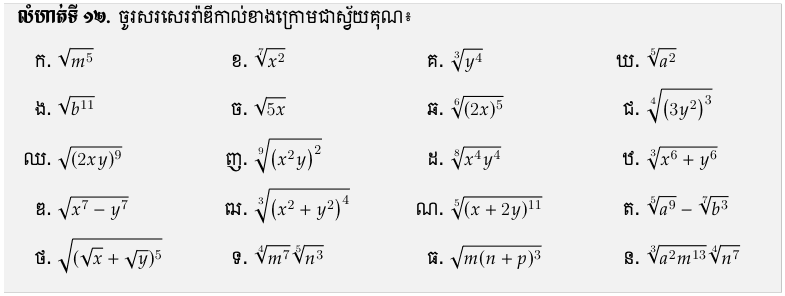 លំហាត់ទី ១២. ចូរសរសេររ៉ាឌីកាល់ខាងក្រោមជាស្វ័យគុណ៖
ក. √(m⁵) ខ. ⁷√(x²) គ. ³√(y⁴) ឃ. ⁵√(a²)
ង. √(b¹¹) ច. √(5x) ឆ. ⁶√((2x)⁵) ជ. ⁴√((3y²)³)
ឈ. √((2xy)⁹) ញ. ⁹√((x²y)²) ដ. ⁸√(x⁴y⁴) ឋ. ³√(x⁶ + y⁶)
ឌ. √(x⁷ − y⁷) ឍ. ³√((x² + y²)⁴) ណ. ⁵√((x + 2y)¹¹) ត. ⁵√(a⁹) − ⁷√(b³)
ថ. √((√x + √y)⁵) ទ. ⁴√(m⁷) ⁵√(n³) ធ. √(m(n + p)³) ន. ³√(a²m¹³) ⁴√(n⁷)